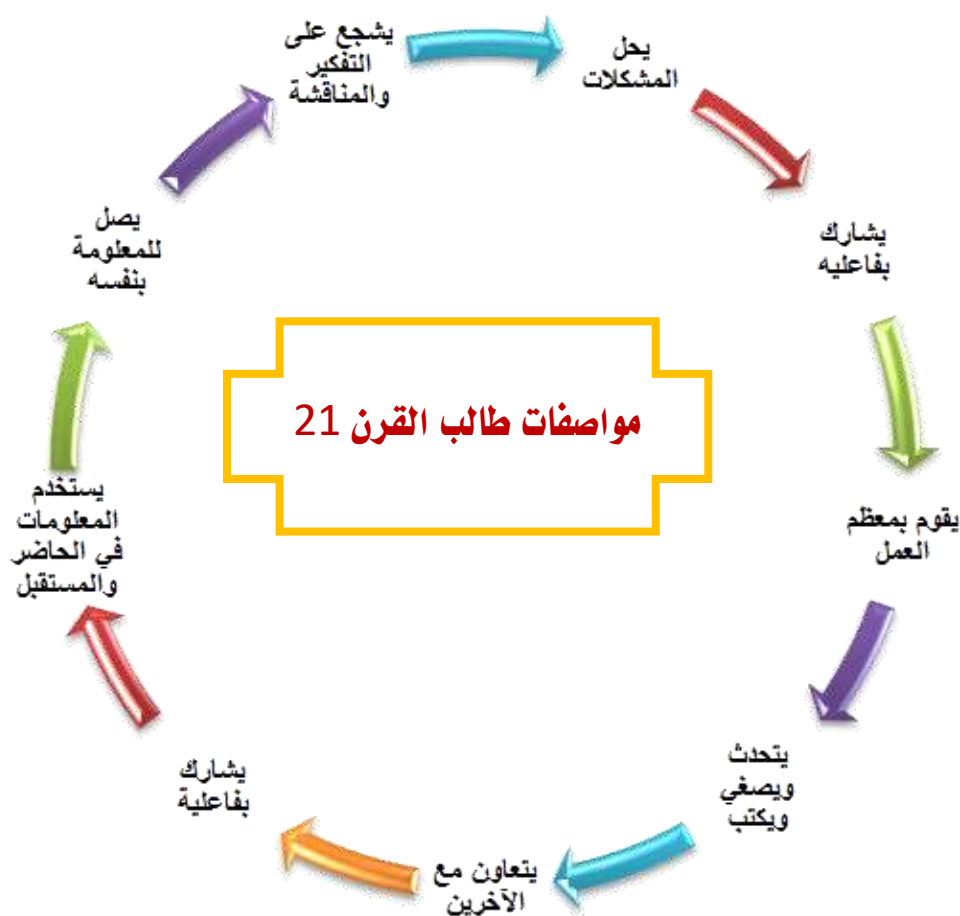 يشجع على
التفكير
والمناقشة
يحل
المشكلات
يشارك
بفاعليه
يقوم بمعظم
العمل
يتحدث
ويصغي
ويكتب
يتعاون مع
الآخرين
يشارك
بفاعلية
يستخدم
المعلومات
في الحاضر
والمستقبل
يصل
للمعلومة
بنفسه
مواصفات طالب القرن 21